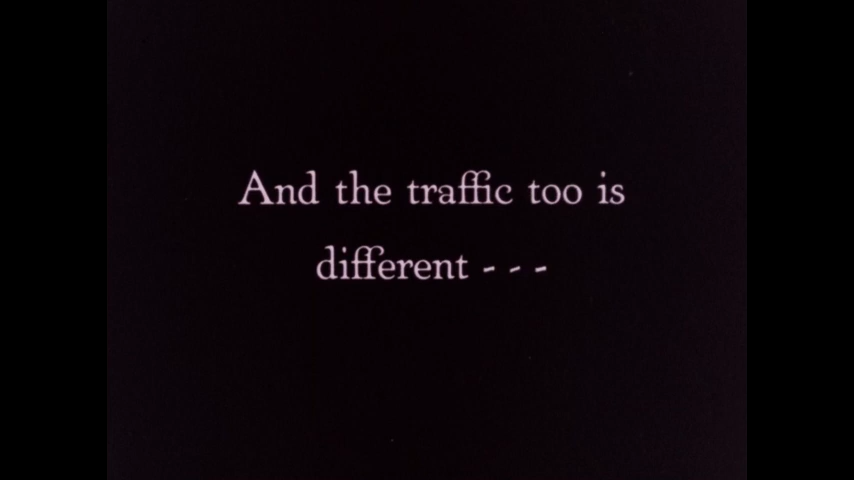 And the traffic too is
different - - -